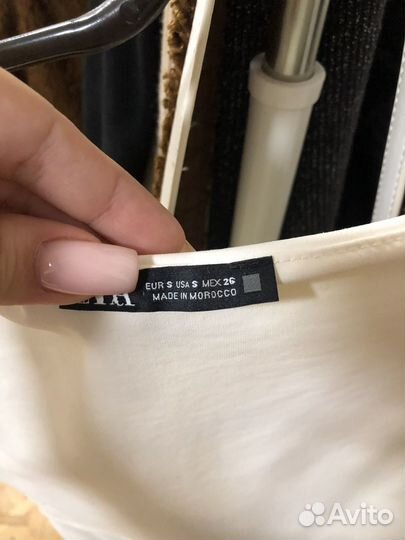 EUR S USA S MEX 26
MADE IN MOROCCO
Avito